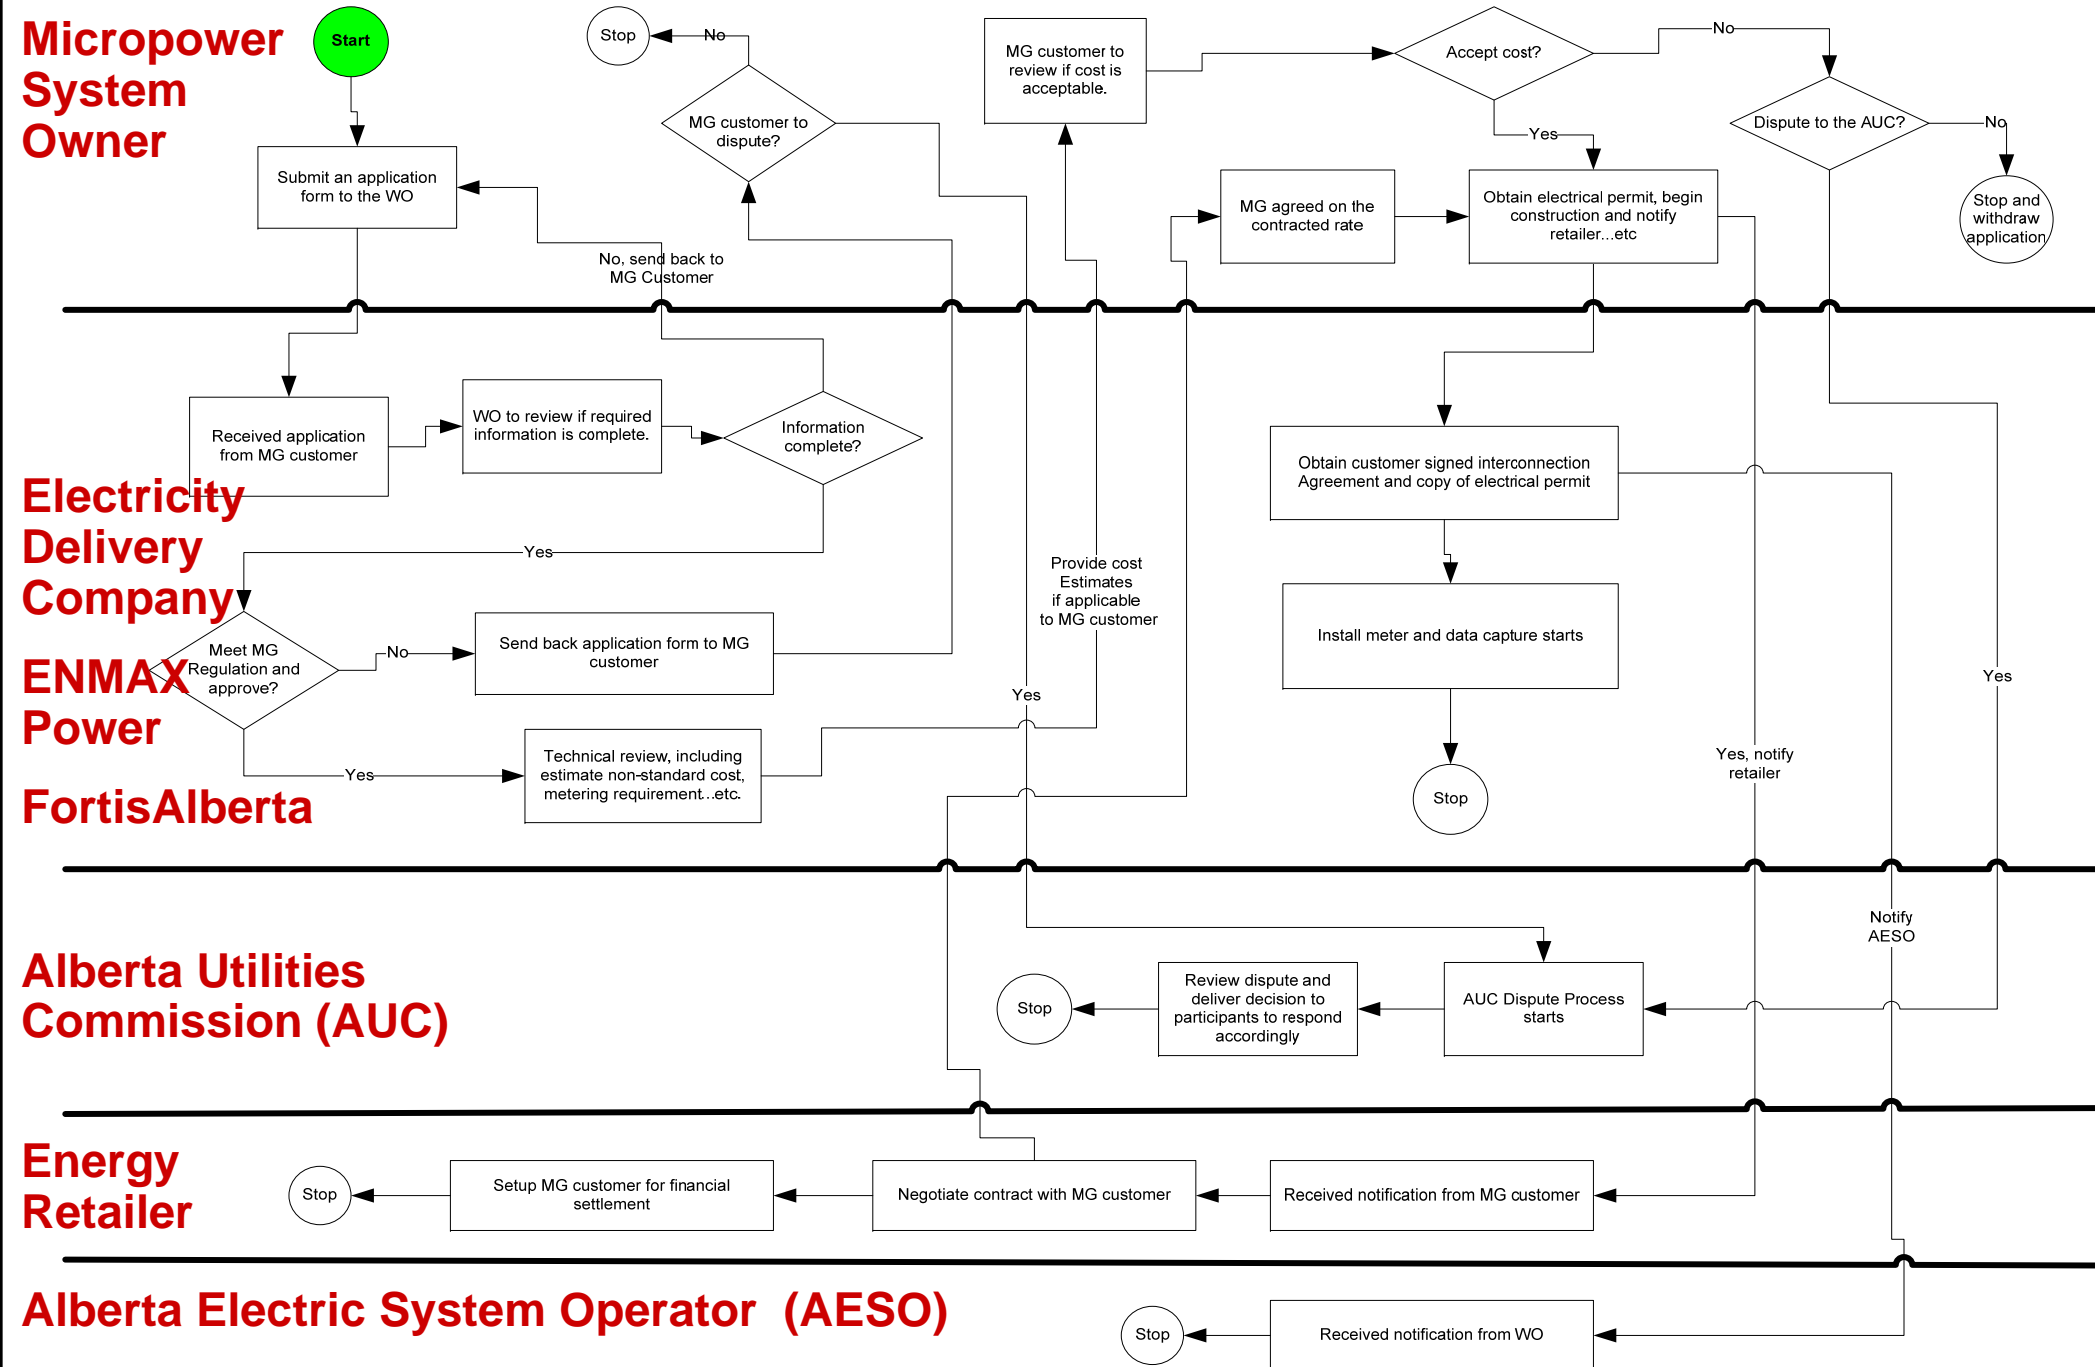 Micropower
System
Owner
Start
Stop
No
MG customer to
dispute?
MG customer to
review if cost is
acceptable.
Accept cost?
No
Yes
Dispute to the AUC?
No
Stop and
withdraw
application
Submit an application
form to the WO
No, send back to
MG Customer
MG agreed on the
contracted rate
Obtain electrical permit, begin
construction and notify
retailer...etc
Electricity
Delivery
Company
ENMAX
Power
FortisAlberta
Received application
from MG customer
WO to review if required
information is complete.
Information
complete?
Yes
Meet MG
Regulation and
approve?
No
Send back application form to MG
customer
Yes
Technical review, including
estimate non-standard cost,
metering requirement...etc.
Provide cost
Estimates
if applicable
to MG customer
Yes
Obtain customer signed interconnection
Agreement and copy of electrical permit
Install meter and data capture starts
Stop
Yes, notify
retailer
Yes
Alberta Utilities
Commission (AUC)
Stop
Review dispute and
deliver decision to
participants to respond
accordingly
AUC Dispute Process
starts
Notify
AESO
Energy
Retailer
Stop
Setup MG customer for financial
settlement
Negotiate contract with MG customer
Received notification from MG customer
Alberta Electric System Operator (AESO)
Stop
Received notification from WO